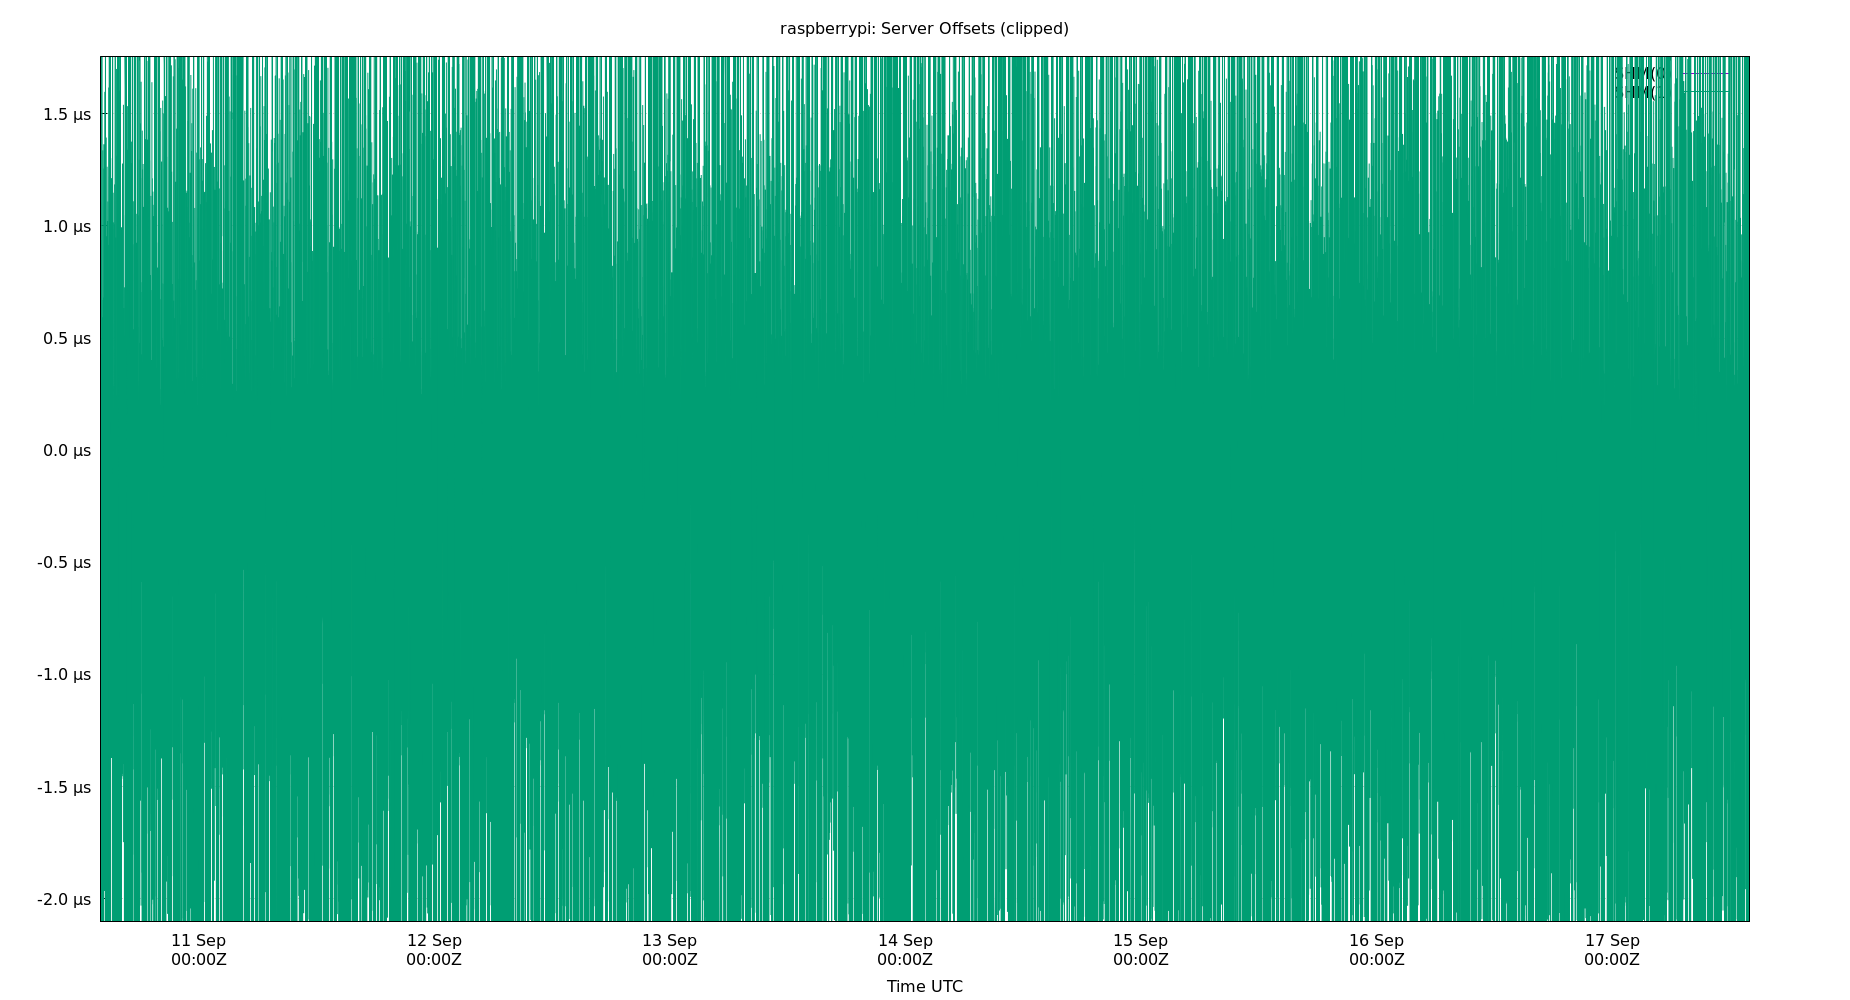 raspberrypi: Server Offsets (clipped)
SHM(0)
SHM(
1.5 µs
1.0 µs
0.5 µs
0.0 µs
-0.5 µs
-1.0 µs
-1.5 µs
-2.0 µs
11 Sep
00:00Z
12 Sep
00:00Z
13 Sep
00:00Z
14 Sep
00:00Z
15 Sep
00:00Z
16 Sep
00:00Z
17 Sep
00:00Z
Time UTC